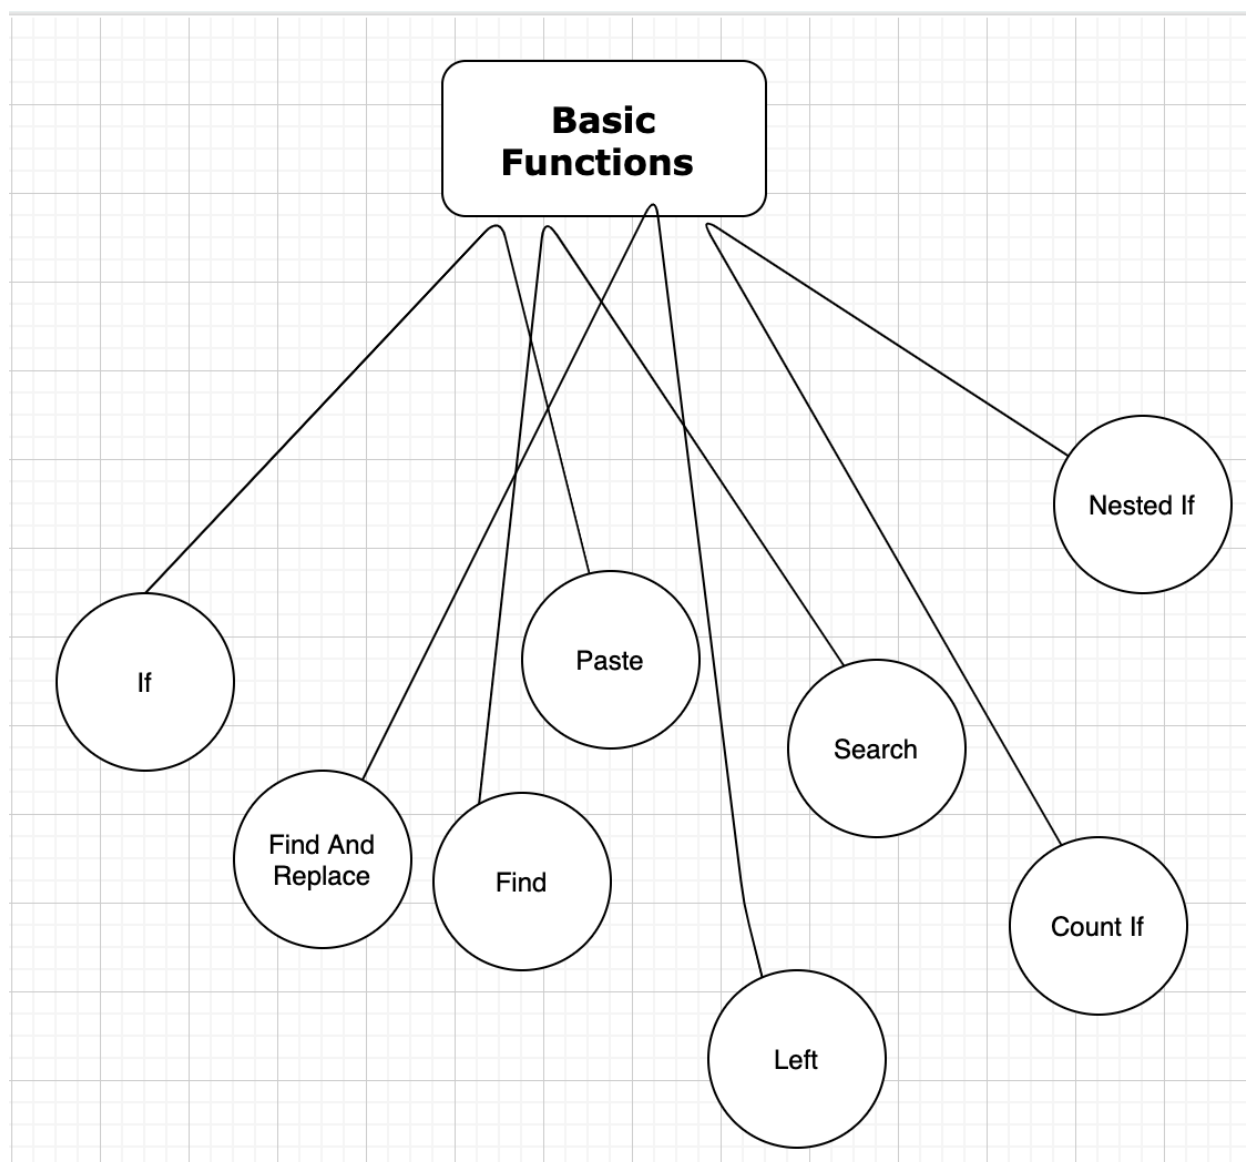 Basic
Functions
Nested If
If
Paste
Search
Find And
Replace
Find
Count If
Left